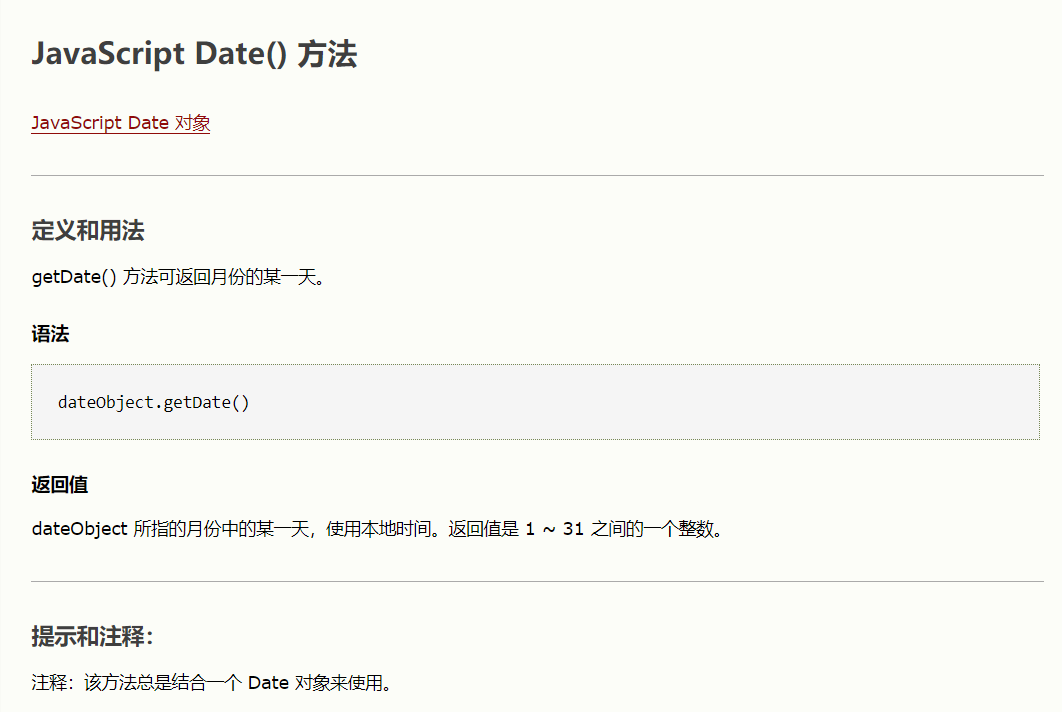 JavaScript Date() 方法
JavaScript Date 对象
定义和用法
getDate() 方法可返回月份的某一天。
语法
dateObject.getDate()
返回值
dateObject 所指的月份中的某一天，使用本地时间。返回值是 1 ~ 31 之间的一个整数。
提示和注释：
注释：该方法总是结合一个 Date 对象来使用。